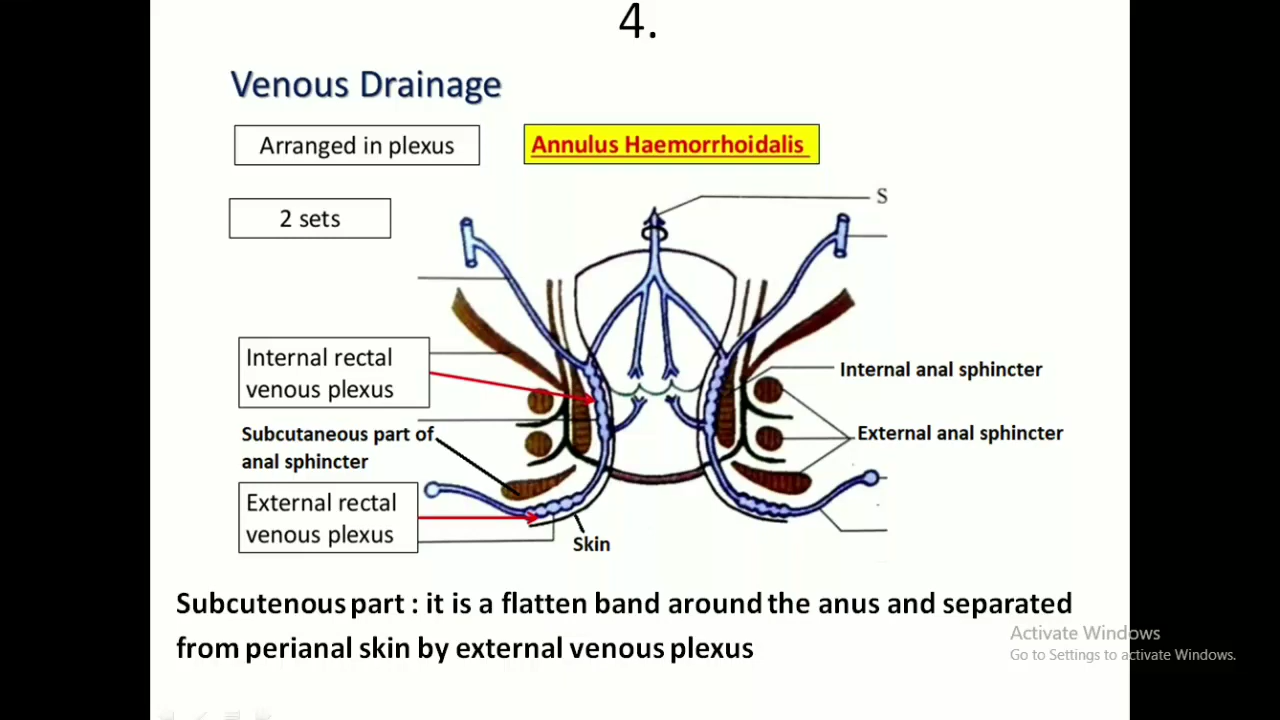 4.
Venous Drainage
Arranged in plexus
Annulus Haemorrhoidalis
2 sets
S
Internal rectal
venous plexus
Internal anal sphincter
Subcutaneous part of
anal sphincter
External anal sphincter
External rectal
venous plexus
Skin
Subcutenous part : it is a flatten band around the anus and separated
from perianal skin by external venous plexus
Activate Windows
Go to Settings to activate Windows.